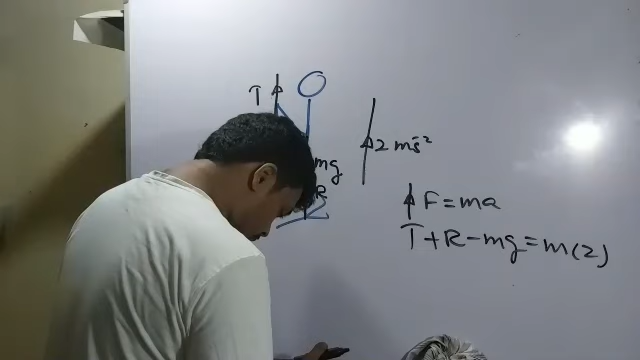 T
2 ms⁻²
mg
R
F = ma
T + R - mg = m(2)